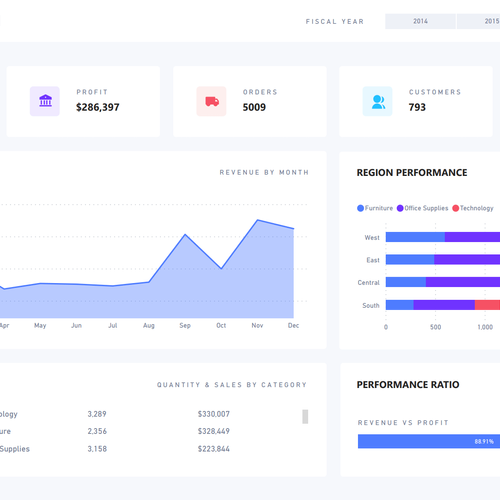 FISCAL YEAR 2014 2015
PROFIT
$286,397
ORDERS
5009
CUSTOMERS
793
REVENUE BY MONTH
Apr May Jun Jul Aug Sep Oct Nov Dec
REGION PERFORMANCE
Furniture Office Supplies Technology
West
East
Central
South
0 500 1,000
QUANTITY & SALES BY CATEGORY
ology 3,289 $330,007
ure 2,356 $328,449
Supplies 3,158 $223,844
PERFORMANCE RATIO
REVENUE VS PROFIT
88.91%